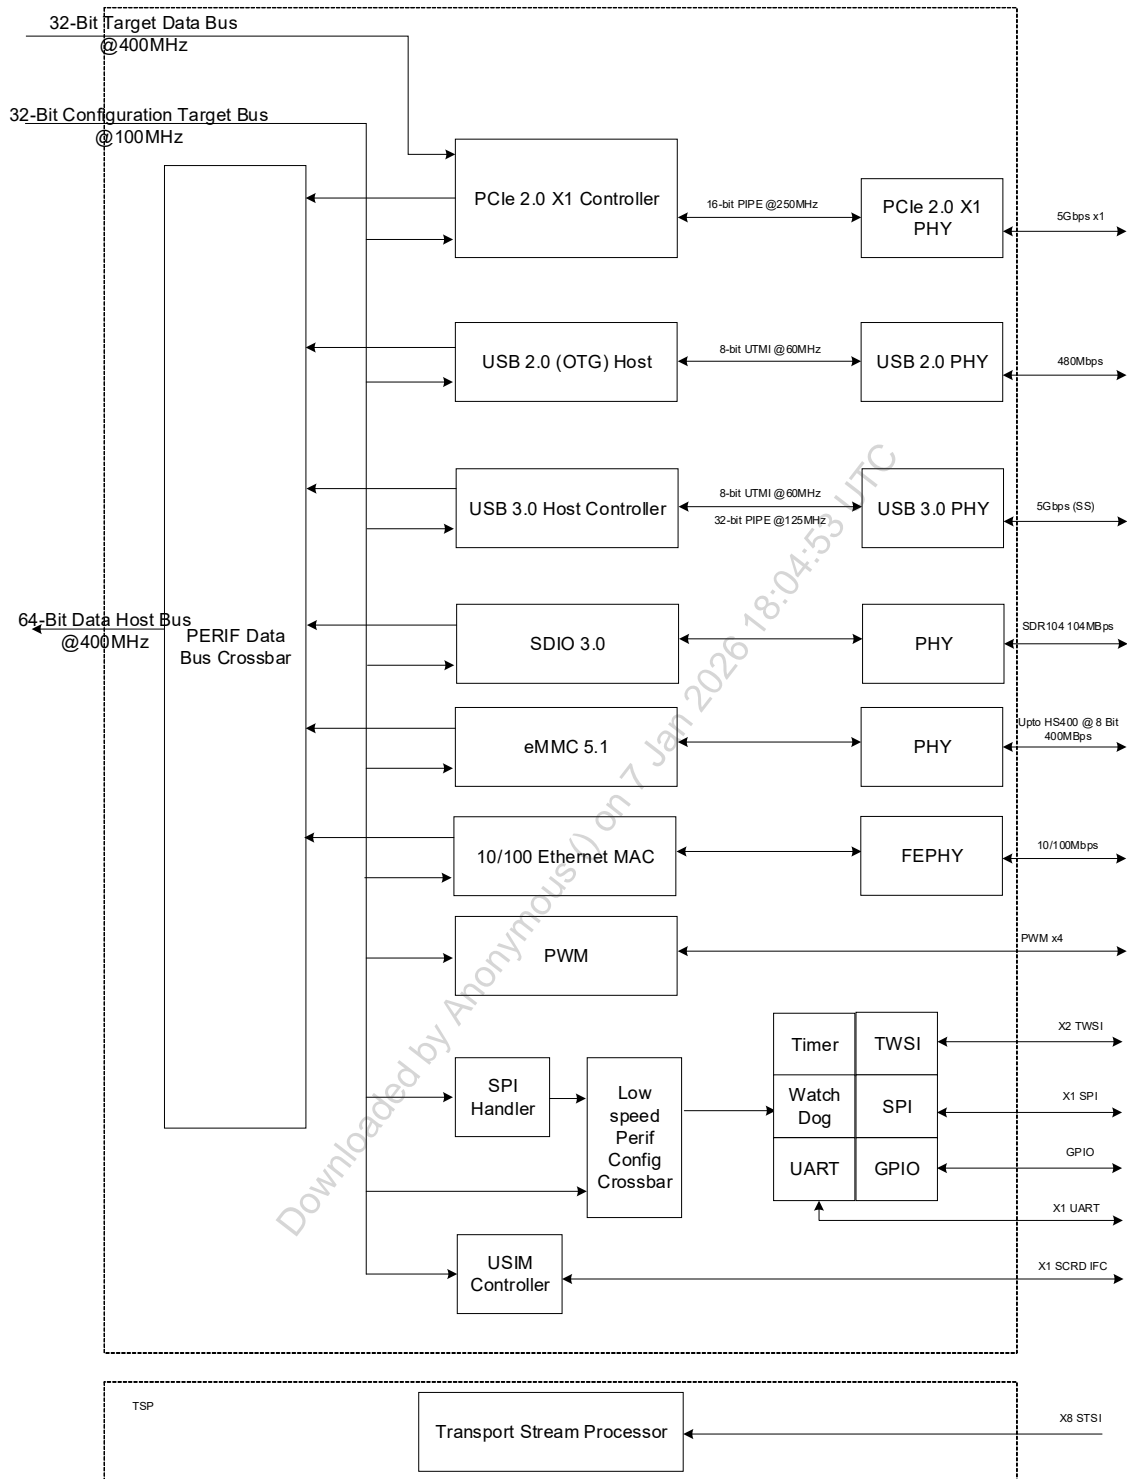 32-Bit Target Data Bus
@400MHz
32-Bit Configuration Target Bus
@100MHz
PCIe 2.0 X1 Controller
16-bit PIPE @250MHz
PCIe 2.0 X1
PHY
5Gbps x1
USB 2.0 (OTG) Host
8-bit UTMI @60MHz
USB 2.0 PHY
480Mbps
USB 3.0 Host Controller
8-bit UTMI @60MHz
32-bit PIPE @125MHz
USB 3.0 PHY
5Gbps (SS)
64-Bit Data Host Bus
@400MHz
PERIF Data
Bus Crossbar
SDIO 3.0
PHY
SDR104 104MBps
eMMC 5.1
PHY
Upto HS400 @ 8 Bit
400MBps
10/100 Ethernet MAC
FEPHY
10/100Mbps
PWM
PWM x4
SPI
Handler
Low
speed
Perif
Config
Crossbar
Timer
TWSI
X2 TWSI
Watch
Dog
SPI
X1 SPI
UART
GPIO
GPIO
X1 UART
USIM
Controller
X1 SCRD IFC
TSP
Transport Stream Processor
X8 STSI
Downloaded by Anonymous () on 7 Jan 2026 18:04:53 UTC